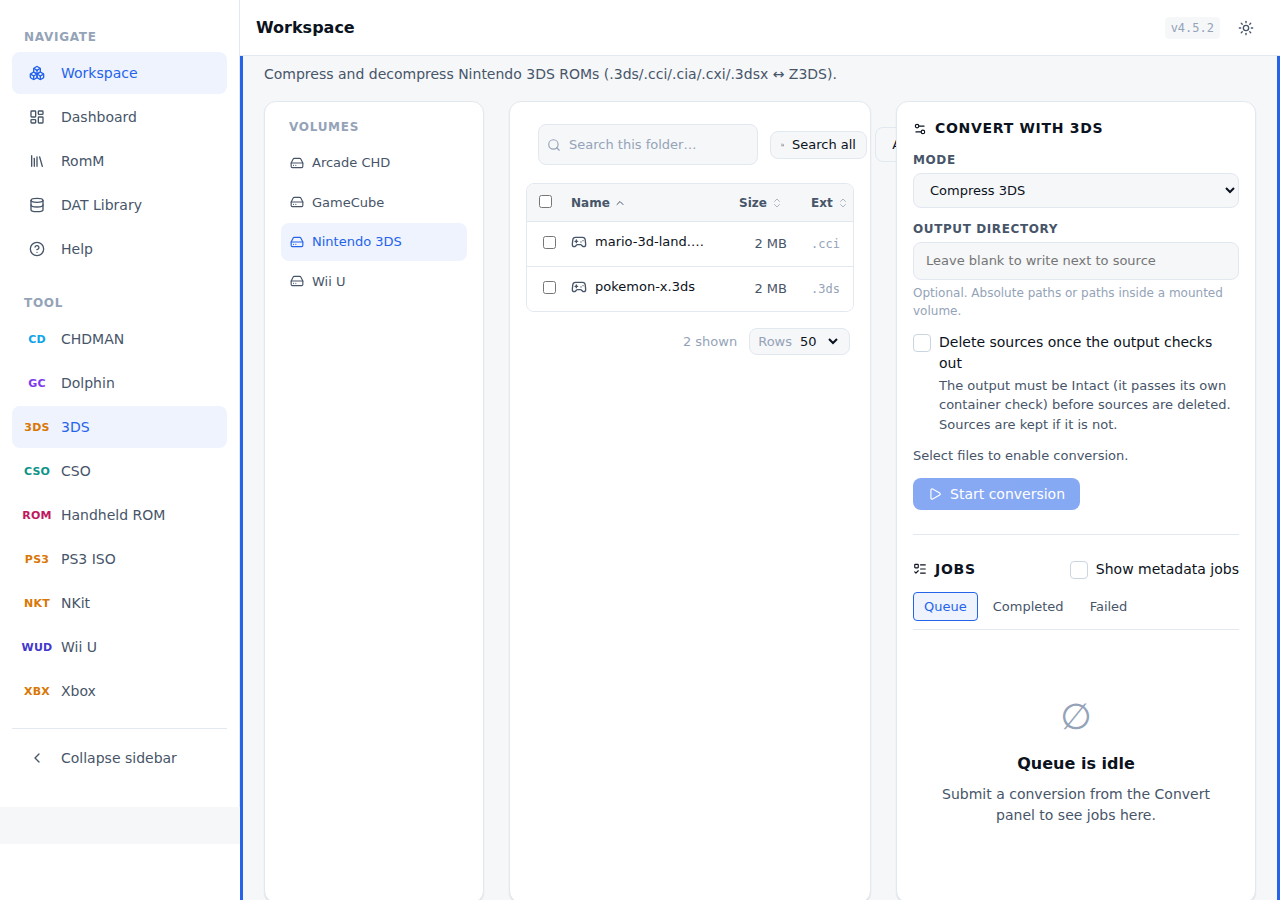 NAVIGATE
Workspace
Dashboard
RomM
DAT Library
Help
TOOL
CD CHDMAN
GC Dolphin
3DS 3DS
CSO CSO
ROM Handheld ROM
PS3 PS3 ISO
NKT NKit
WUD Wii U
XBX Xbox
Collapse sidebar
Workspace
v4.5.2
Compress and decompress Nintendo 3DS ROMs (.3ds/.cci/.cia/.cxi/.3dsx ↔ Z3DS).
VOLUMES
Arcade CHD
GameCube
Nintendo 3DS
Wii U
Search this folder…
Search all
Name Size Ext
mario-3d-land.… 2 MB .cci
pokemon-x.3ds 2 MB .3ds
2 shown Rows 50
CONVERT WITH 3DS
MODE
Compress 3DS
OUTPUT DIRECTORY
Leave blank to write next to source
Optional. Absolute paths or paths inside a mounted
volume.
Delete sources once the output checks
out
The output must be Intact (it passes its own
container check) before sources are deleted.
Sources are kept if it is not.
Select files to enable conversion.
Start conversion
JOBS
Show metadata jobs
Queue Completed Failed
Queue is idle
Submit a conversion from the Convert
panel to see jobs here.